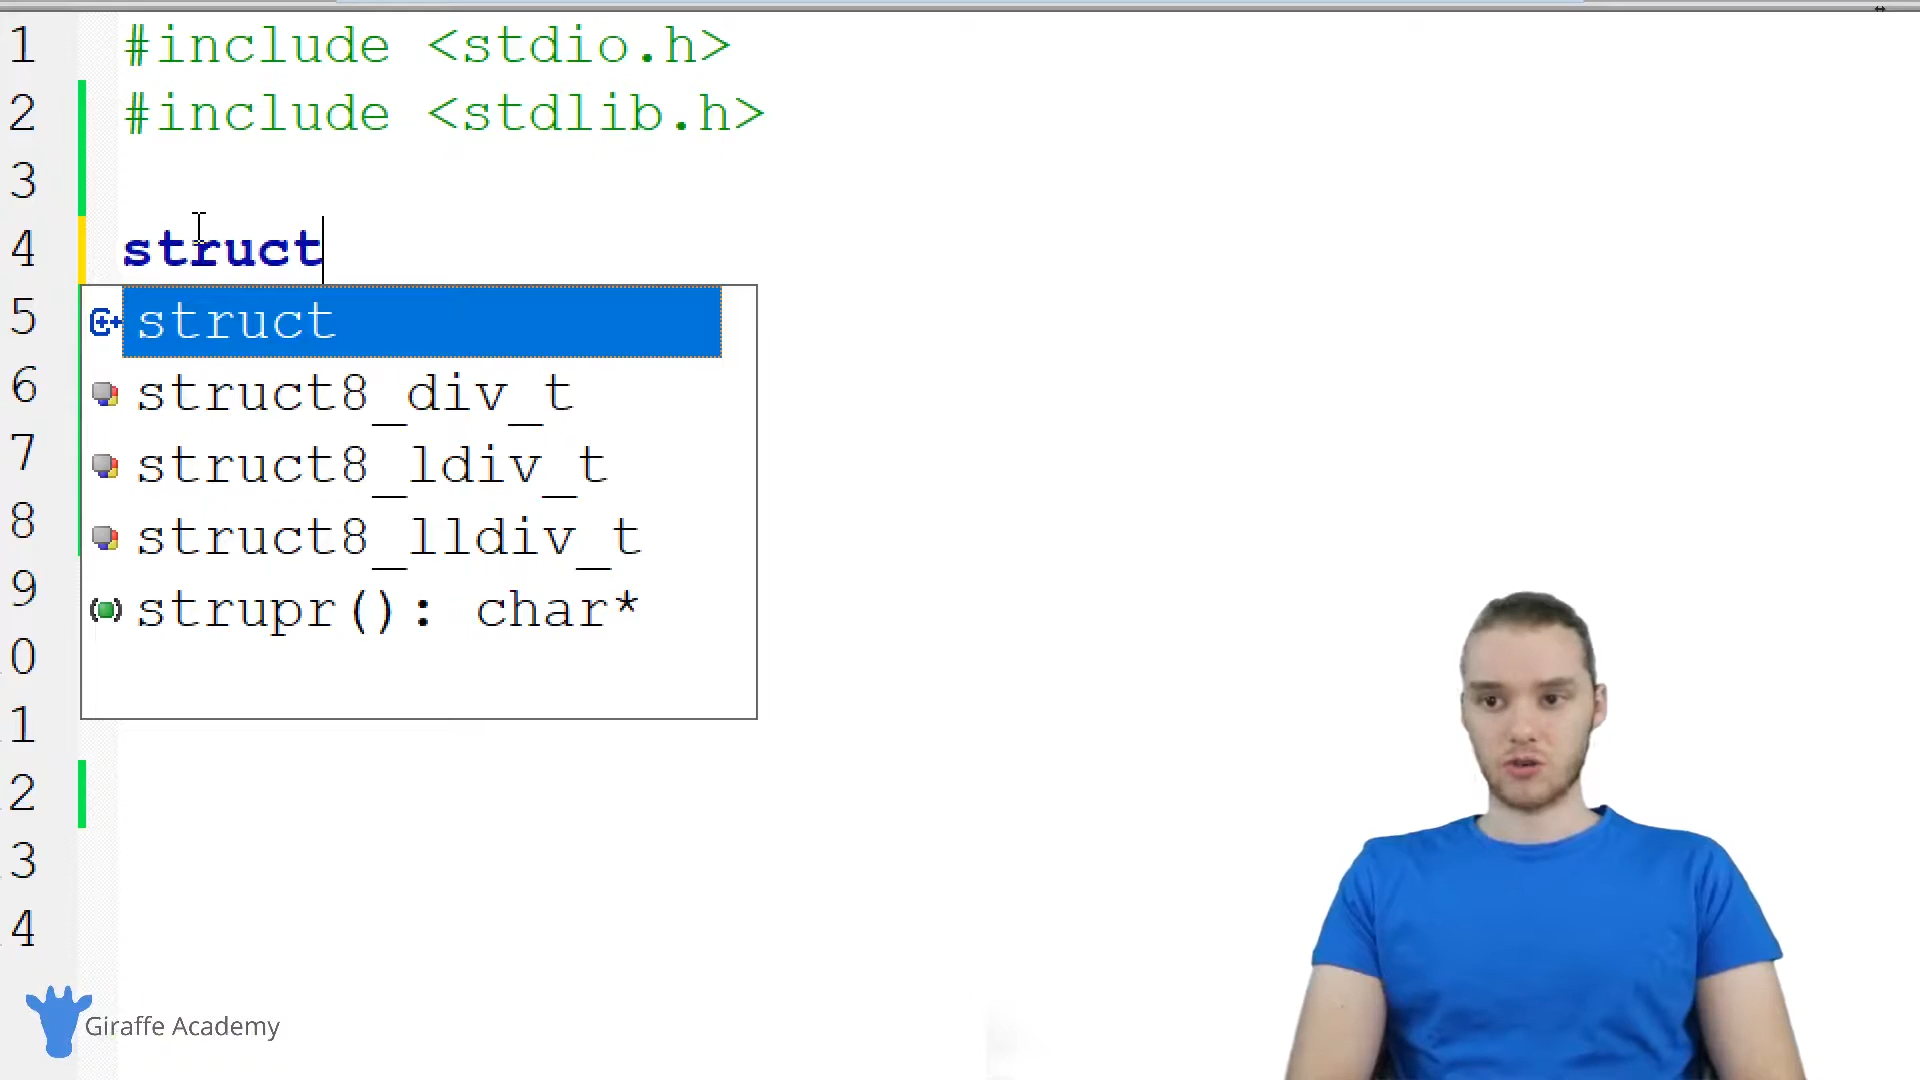 1 #include <stdio.h>
2 #include <stdlib.h>
3
4 struct
5 struct
6 struct8_div_t
7 struct8_ldiv_t
8 struct8_lldiv_t
9 strupr(): char*
0
1
2
3
4
Giraffe Academy